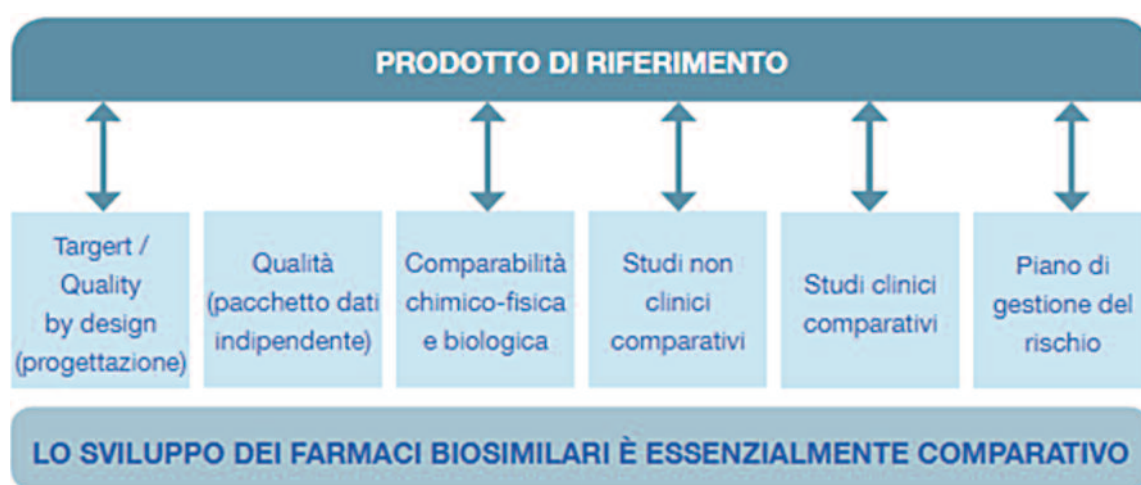 PRODOTTO DI RIFERIMENTO
Targert /
Quality
by design
(progettazione)
Qualità
(pacchetto dati
indipendente)
Comparabilità
chimico-fisica
e biologica
Studi non
clinici
comparativi
Studi clinici
comparativi
Piano di
gestione del
rischio
LO SVILUPPO DEI FARMACI BIOSIMILARI È ESSENZIALMENTE COMPARATIVO